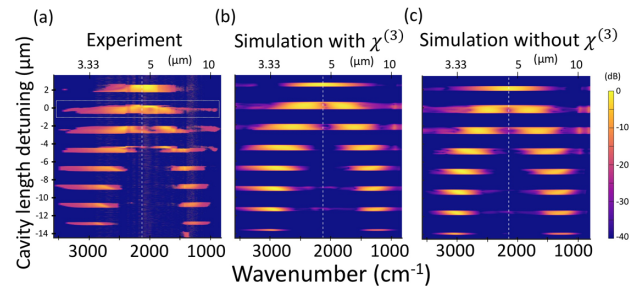 (a)
Experiment
3.33 5 (μm) 10
Cavity length detuning (μm)
2
0
-2
-4
-6
-8
-10
-12
-14
3000 2000 1000
(b)
Simulation with χ(3)
3.33 5 (μm) 10
3000 2000 1000
(c)
Simulation without χ(3)
3.33 5 (μm) 10
3000 2000 1000
(dB)
0
-10
-20
-30
-40
Wavenumber (cm-1)